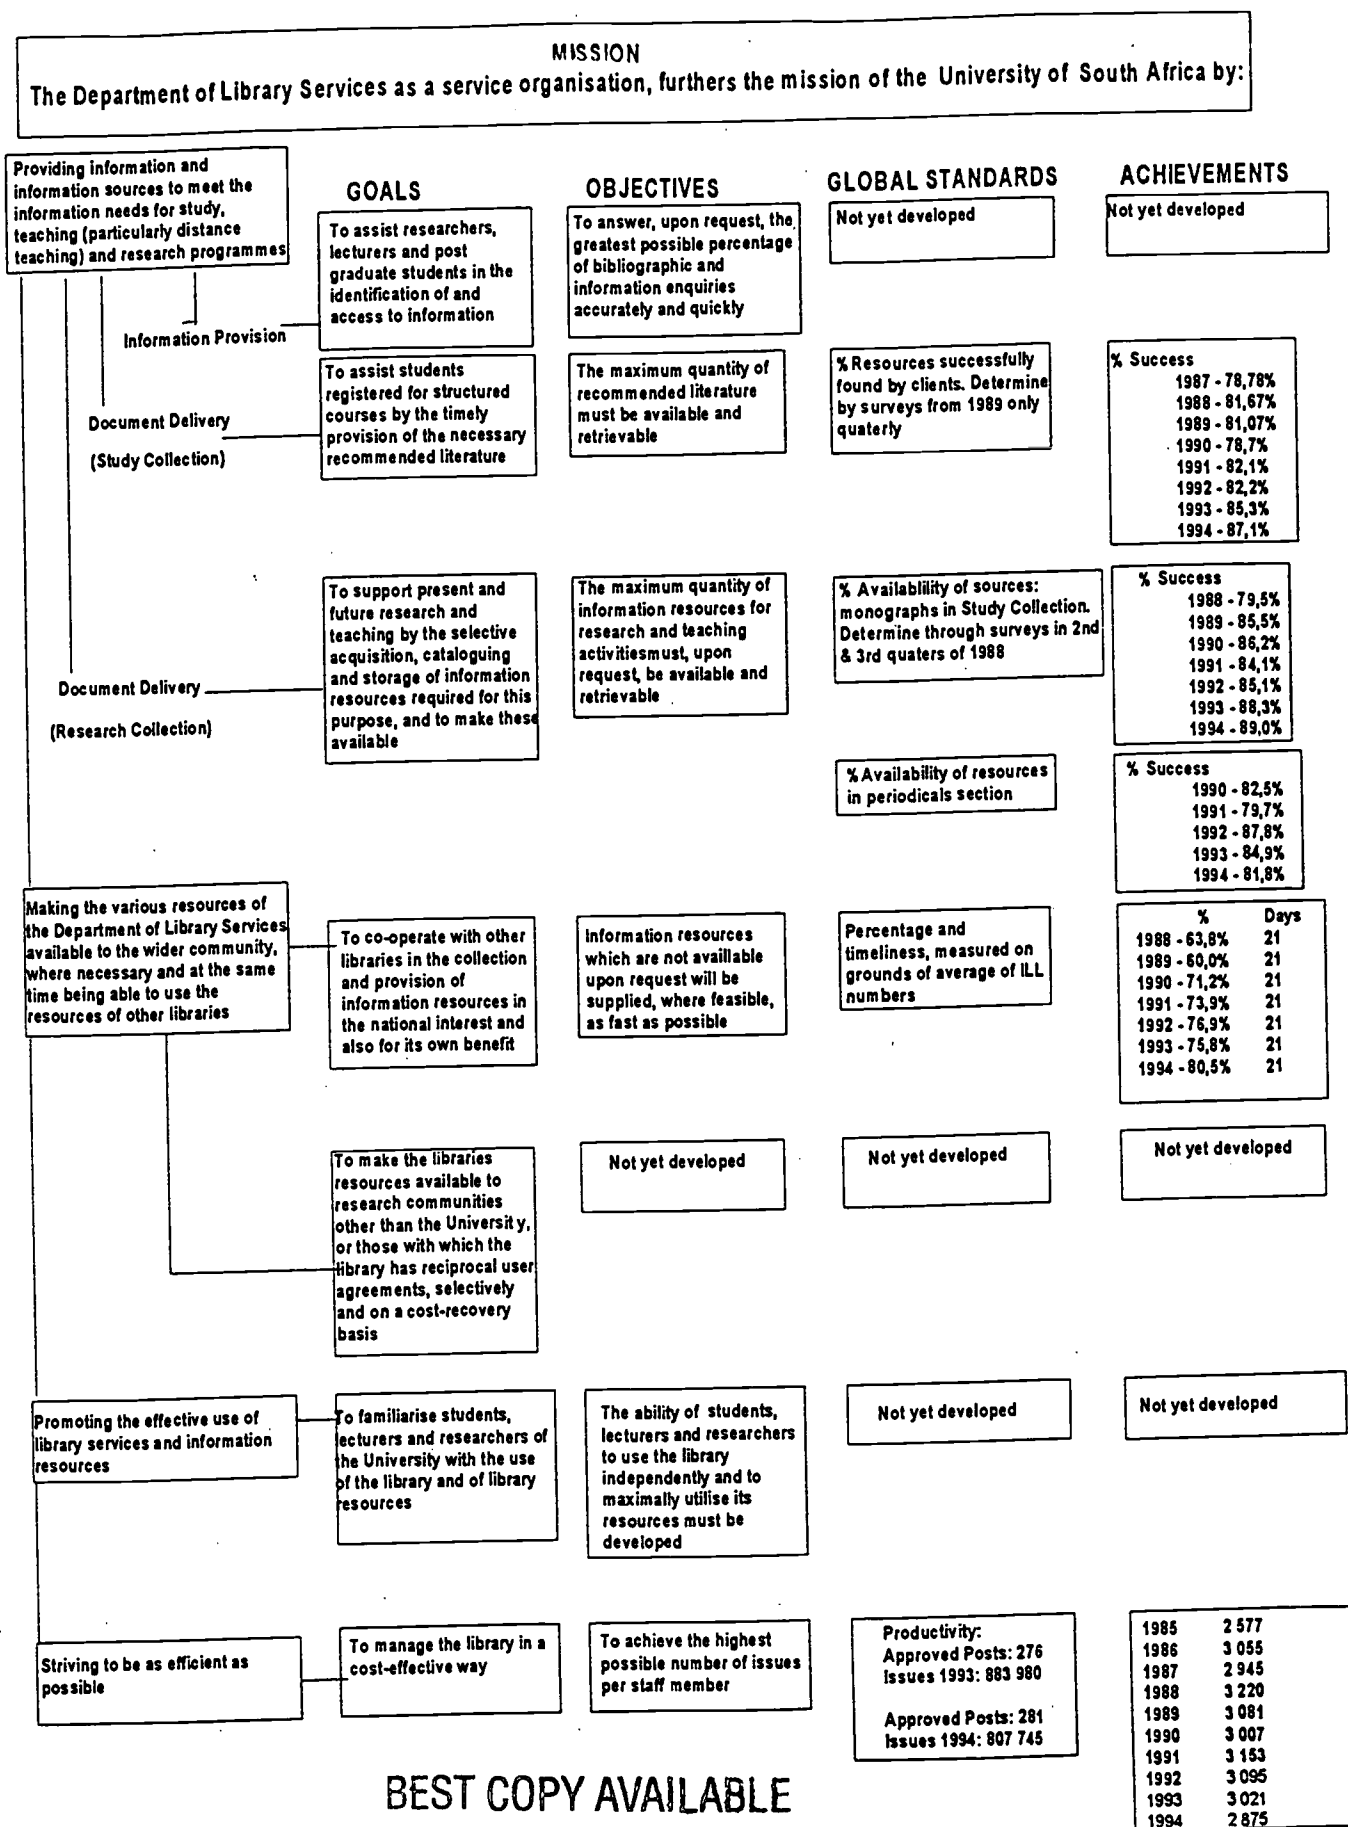 MISSION
The Department of Library Services as a service organisation, furthers the mission of the University of South Africa by:
Providing information and
information sources to meet the
information needs for study,
teaching (particularly distance
teaching) and research programmes
GOALS
OBJECTIVES
GLOBAL STANDARDS
ACHIEVEMENTS
To assist researchers,
lecturers and post
graduate students in the
identification of and
access to information
To answer, upon request, the
greatest possible percentage
of bibliographic and
information enquiries
accurately and quickly
Not yet developed
Not yet developed
Information Provision
To assist students
registered for structured
courses by the timely
provision of the necessary
recommended literature
The maximum quantity of
recommended literature
must be available and
retrievable
% Resources successfully
found by clients. Determine
by surveys from 1989 only
quaterly
% Success
1987 - 78,78%
1988 - 81,67%
1989 - 81,07%
1990 - 78,7%
1991 - 82,1%
1992 - 82,2%
1993 - 85,3%
1994 - 87,1%
Document Delivery
(Study Collection)
To support present and
future research and
teaching by the selective
acquisition, cataloguing
and storage of information
resources required for this
purpose, and to make these
available
The maximum quantity of
information resources for
research and teaching
activitiesmust, upon
request, be available and
retrievable
% Availablility of sources:
monographs in Study Collection.
Determine through surveys in 2nd
& 3rd quaters of 1988
% Success
1988 - 79,5%
1989 - 85,5%
1990 - 86,2%
1991 - 84,1%
1992 - 85,1%
1993 - 88,3%
1994 - 89,0%
Document Delivery
(Research Collection)
% Availability of resources
in periodicals section
% Success
1990 - 82,5%
1991 - 79,7%
1992 - 87,8%
1993 - 84,9%
1994 - 81,8%
Making the various resources of
the Department of Library Services
available to the wider community,
where necessary and at the same
time being able to use the
resources of other libraries
To co-operate with other
libraries in the collection
and provision of
information resources in
the national interest and
also for its own benefit
Information resources
which are not availlable
upon request will be
supplied, where feasible,
as fast as possible
Percentage and
timeliness, measured on
grounds of average of ILL
numbers
% Days
1988 - 63,8% 21
1989 - 60,0% 21
1990 - 71,2% 21
1991 - 73,9% 21
1992 - 76,9% 21
1993 - 75,8% 21
1994 - 80,5% 21
To make the libraries
resources available to
research communities
other than the University,
or those with which the
library has reciprocal user
agreements, selectively
and on a cost-recovery
basis
Not yet developed
Not yet developed
Not yet developed
Promoting the effective use of
library services and information
resources
To familiarise students,
lecturers and researchers of
the University with the use
of the library and of library
resources
The ability of students,
lecturers and researchers
to use the library
independently and to
maximally utilise its
resources must be
developed
Not yet developed
Not yet developed
Striving to be as efficient as
possible
To manage the library in a
cost-effective way
To achieve the highest
possible number of issues
per staff member
Productivity:
Approved Posts: 276
Issues 1993: 883 980
Approved Posts: 281
Issues 1994: 807 745
1985 2 577
1986 3 055
1987 2 945
1988 3 220
1989 3 081
1990 3 007
1991 3 153
1992 3 095
1993 3 021
1994 2 875
BEST COPY AVAILABLE